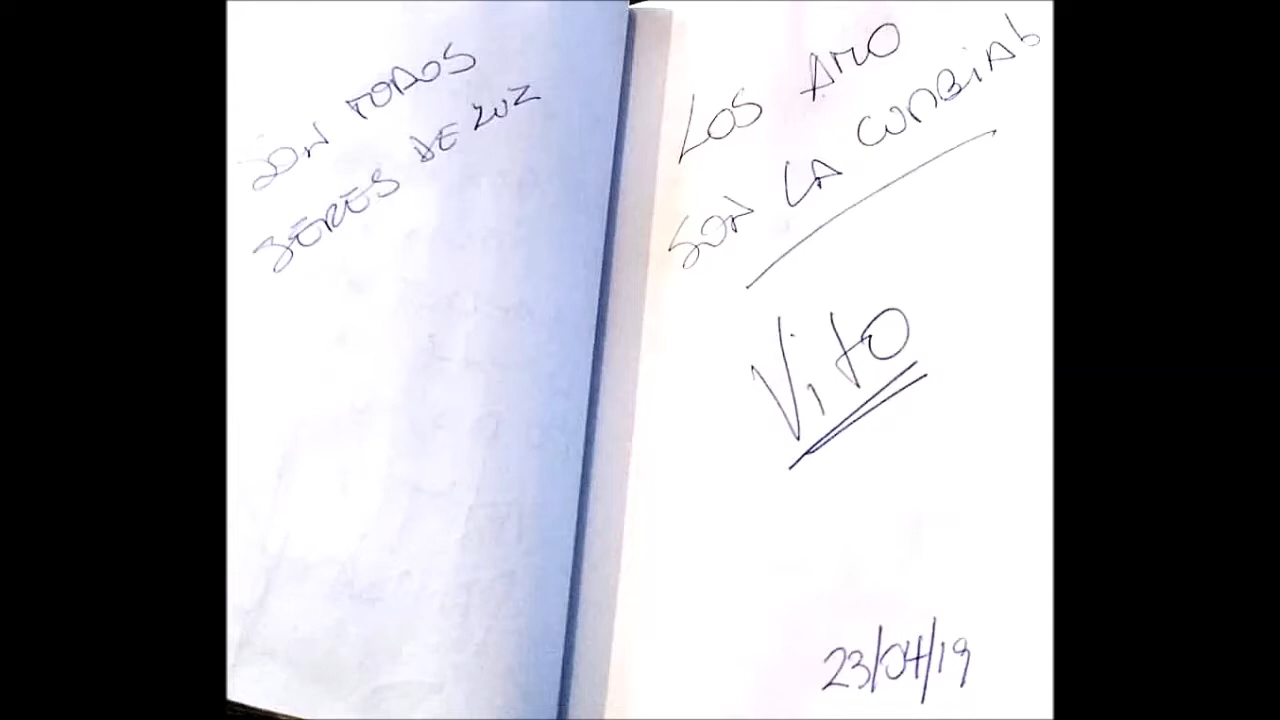 SON TODOS
SERES DE LUZ
LOS AMO
SON LA CUMBIA
Vito
23/04/19